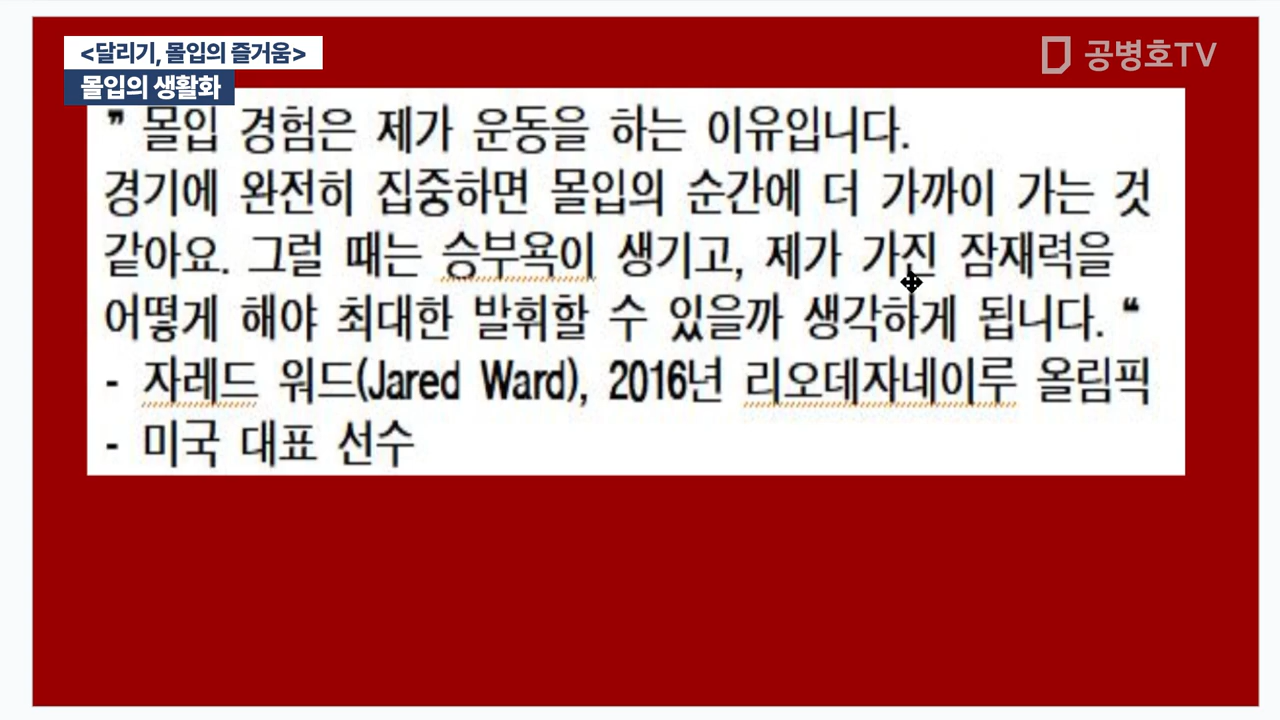 <달리기, 몰입의 즐거움>
몰입의 생활화
공병호TV
” 몰입 경험은 제가 운동을 하는 이유입니다.
경기에 완전히 집중하면 몰입의 순간에 더 가까이 가는 것
같아요. 그럴 때는 승부욕이 생기고, 제가 가진 잠재력을
어떻게 해야 최대한 발휘할 수 있을까 생각하게 됩니다. “
- 자레드 워드(Jared Ward), 2016년 리오데자네이루 올림픽
- 미국 대표 선수